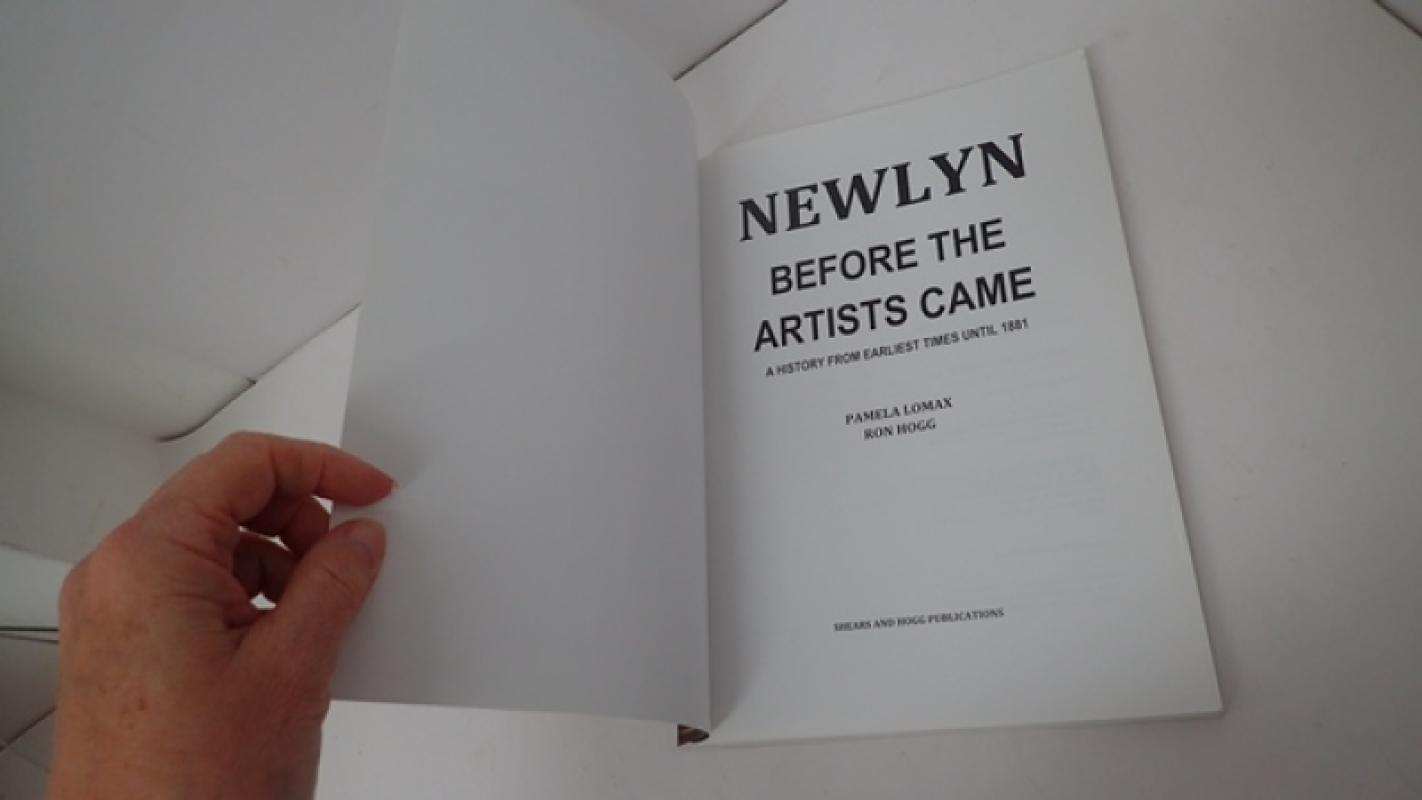 NEWLYN
BEFORE THE
ARTISTS CAME
A HISTORY FROM EARLIEST TIMES UNTIL 1881
PAMELA LOMAX
RON HOGG
SHEARS AND HOGG PUBLICATIONS